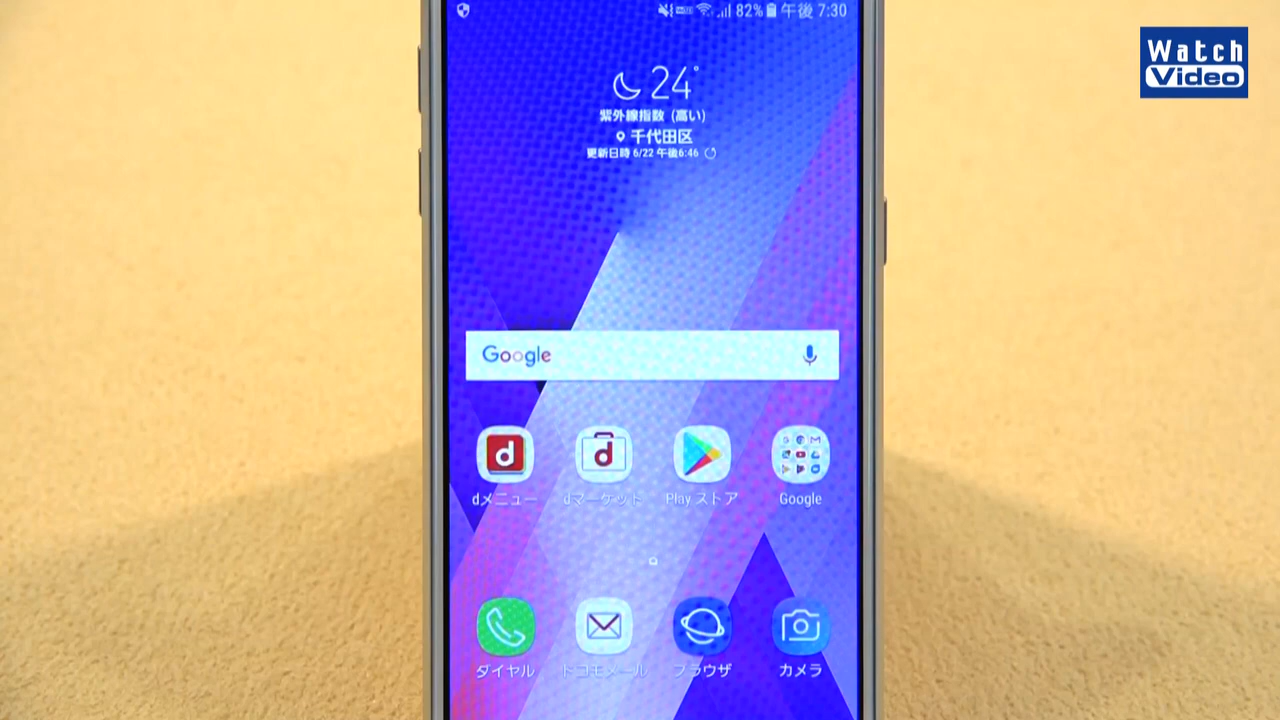 82% 午後 7:30
Watch
Video
24°
紫外線指数 (高い)
千代田区
更新日時 6/22 午後6:46
Google
d
d
dメニュー
dマーケット
Play ストア
Google
ダイヤル
ドコモメール
ブラウザ
カメラ